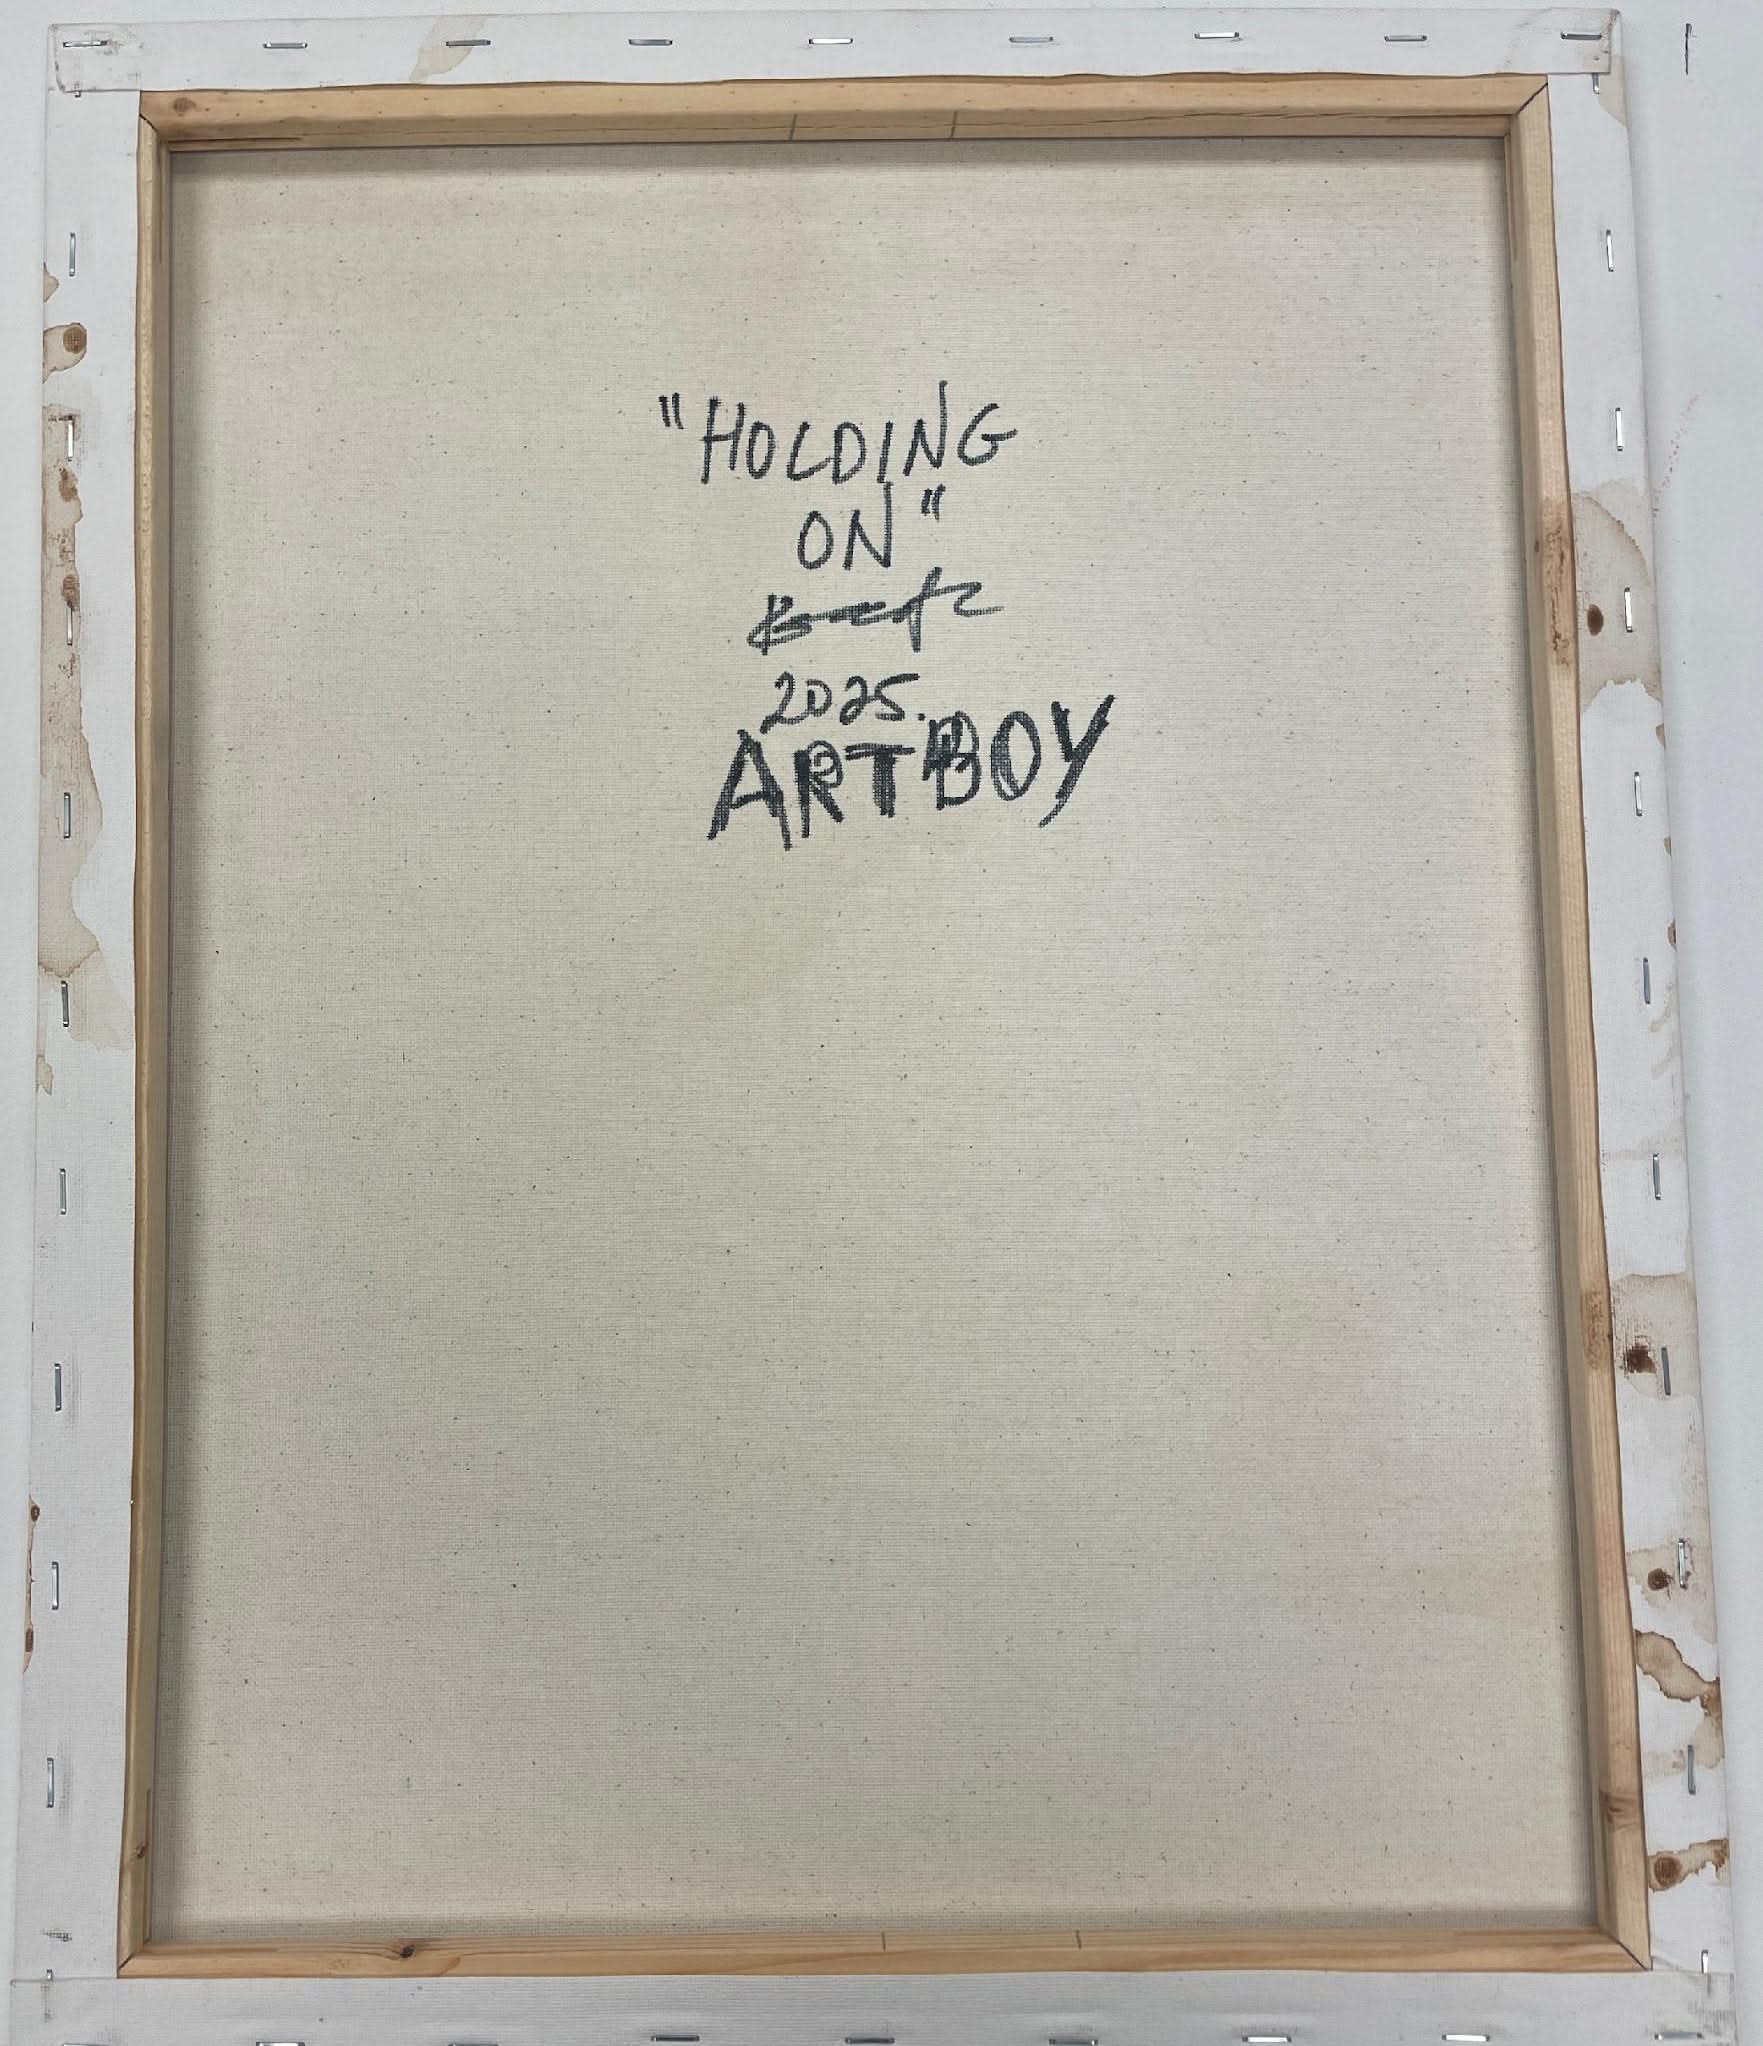 "HOLDING
ON"
2025.
ARTBOY